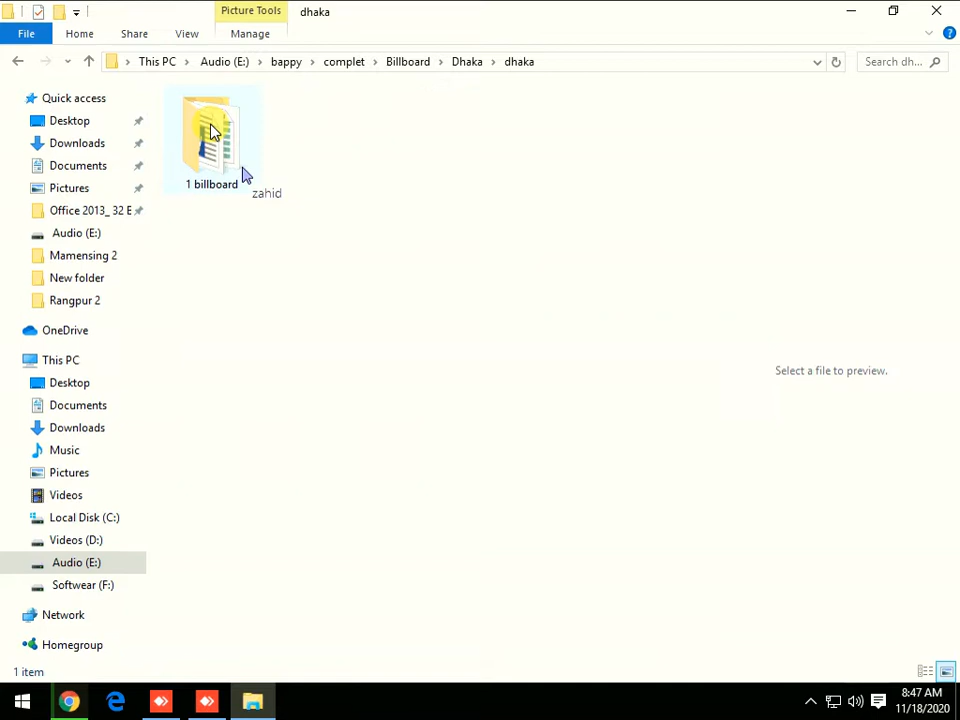 Picture Tools
dhaka
File
Home
Share
View
Manage
This PC
Audio (E:)
bappy
complet
Billboard
Dhaka
dhaka
Search dh...
Quick access
Desktop
Downloads
Documents
Pictures
Office 2013_ 32 E
Audio (E:)
Mamensing 2
New folder
Rangpur 2
OneDrive
This PC
Desktop
Documents
Downloads
Music
Pictures
Videos
Local Disk (C:)
Videos (D:)
Audio (E:)
Softwear (F:)
Network
Homegroup
1 billboard
zahid
Select a file to preview.
1 item
8:47 AM
11/18/2020